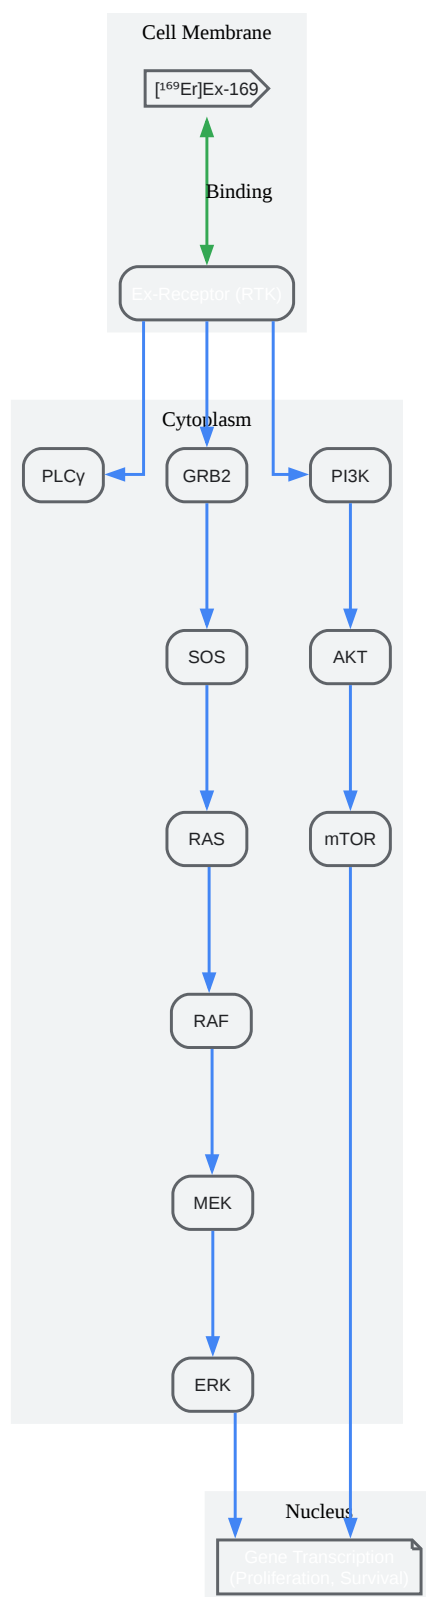 Cell Membrane
[¹⁶⁹Er]Ex-169
Binding
Ex-Receptor (RTK)
Cytoplasm
PLCγ
GRB2
PI3K
SOS
AKT
RAS
mTOR
RAF
MEK
ERK
Nucleus
Gene Transcription
(Proliferation, Survival)